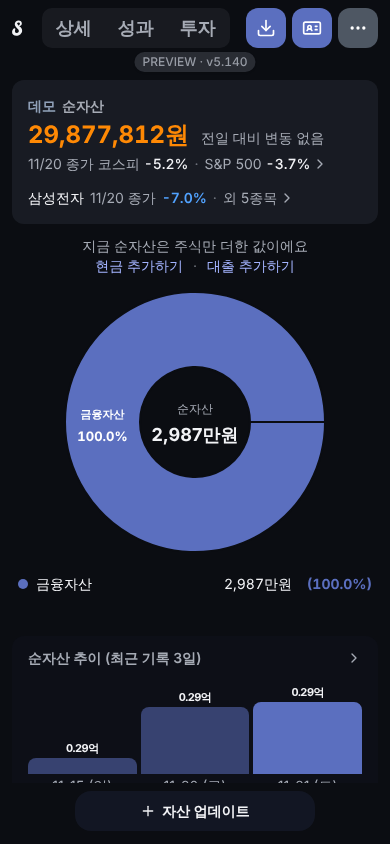 상세 성과 투자
PREVIEW · v5.140
데모 순자산
29,877,812원 전일 대비 변동 없음
11/20 종가 코스피 -5.2% · S&P 500 -3.7%
삼성전자 11/20 종가 -7.0% · 외 5종목
지금 순자산은 주식만 더한 값이에요
현금 추가하기 · 대출 추가하기
금융자산
100.0%
순자산
2,987만원
금융자산 2,987만원 (100.0%)
순자산 추이 (최근 기록 3일)
0.29억
0.29억
0.29억
+ 자산 업데이트